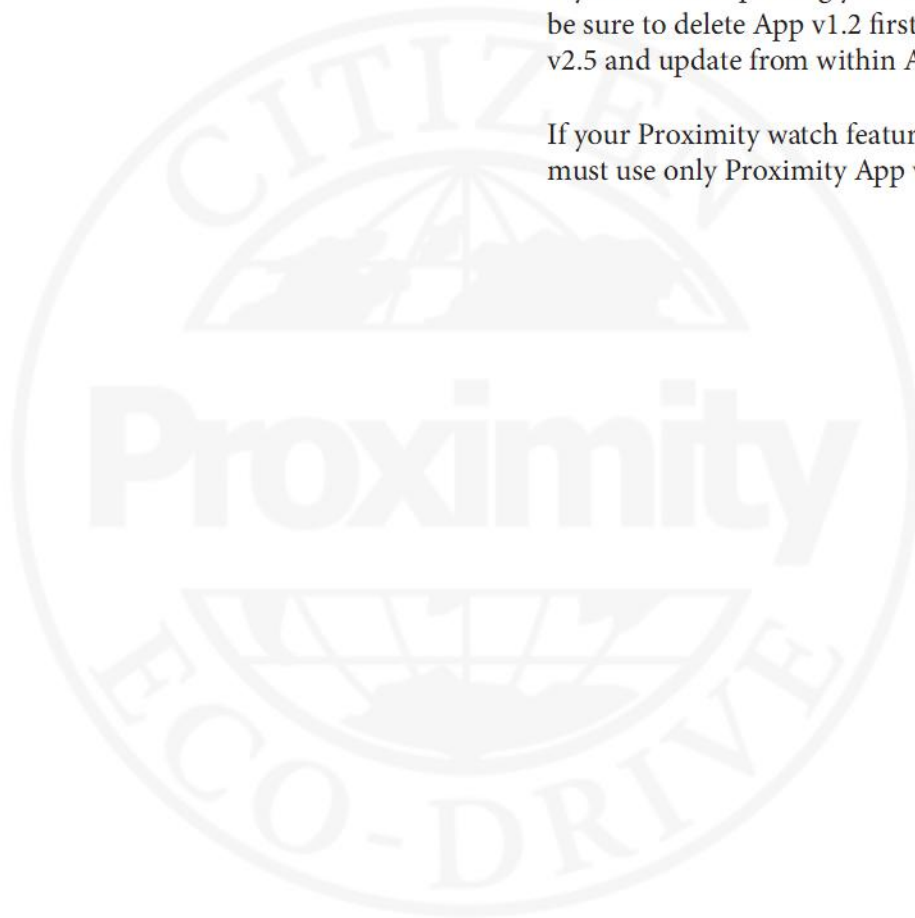 be sure to delete App v1.2 first
v2.5 and update from within
If your Proximity watch
must use only Proximity App
CITIZEN
Proximity
ECO-DRIVE